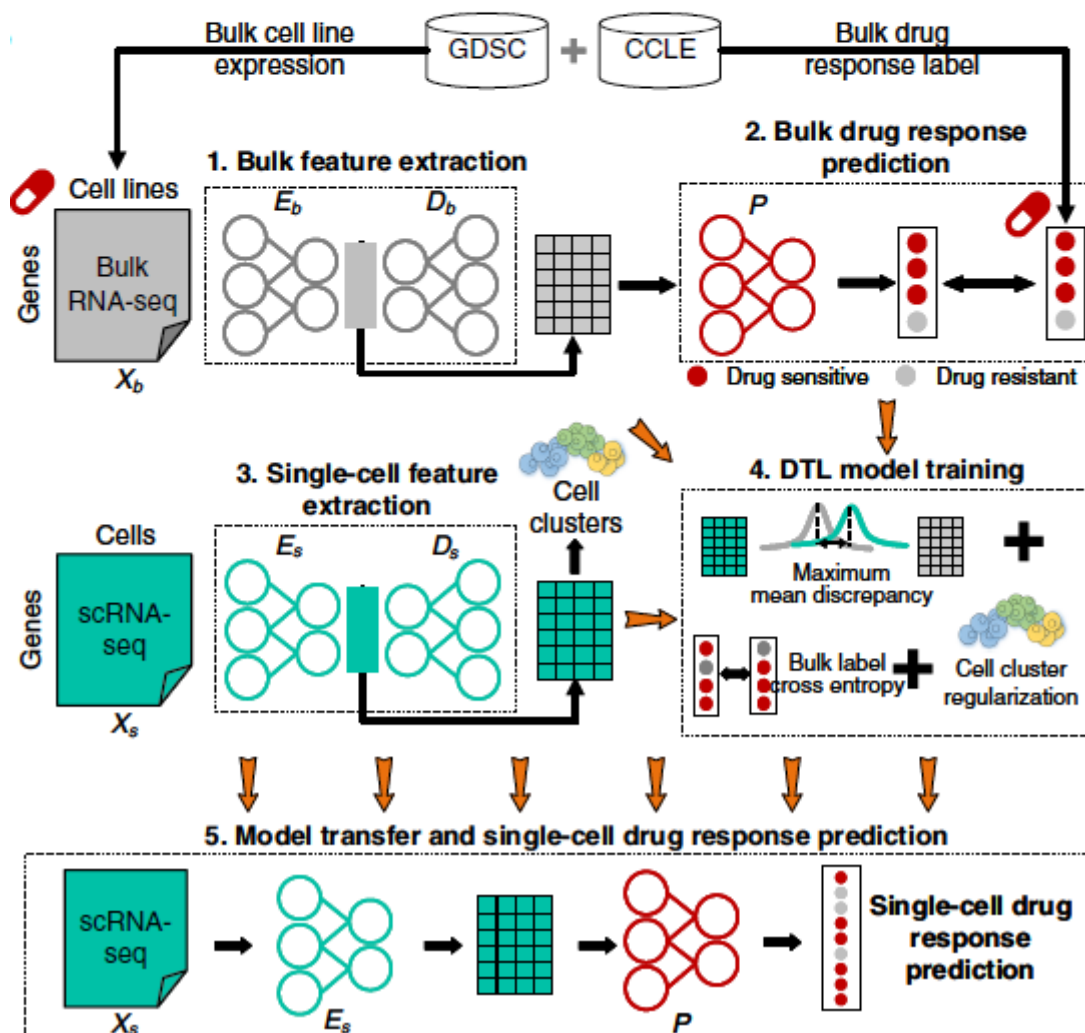 Bulk cell line
expression
GDSC
CCLE
Bulk drug
response label
1. Bulk feature extraction
2. Bulk drug response
prediction
Cell lines
Genes
Bulk
RNA-seq
X_b
E_b
D_b
P
Drug sensitive
Drug resistant
3. Single-cell feature
extraction
Cell
clusters
4. DTL model training
Cells
Genes
scRNA-
seq
X_s
E_s
D_s
Maximum
mean discrepancy
Bulk label
cross entropy
Cell cluster
regularization
5. Model transfer and single-cell drug response prediction
scRNA-
seq
X_s
E_s
P
Single-cell drug
response
prediction